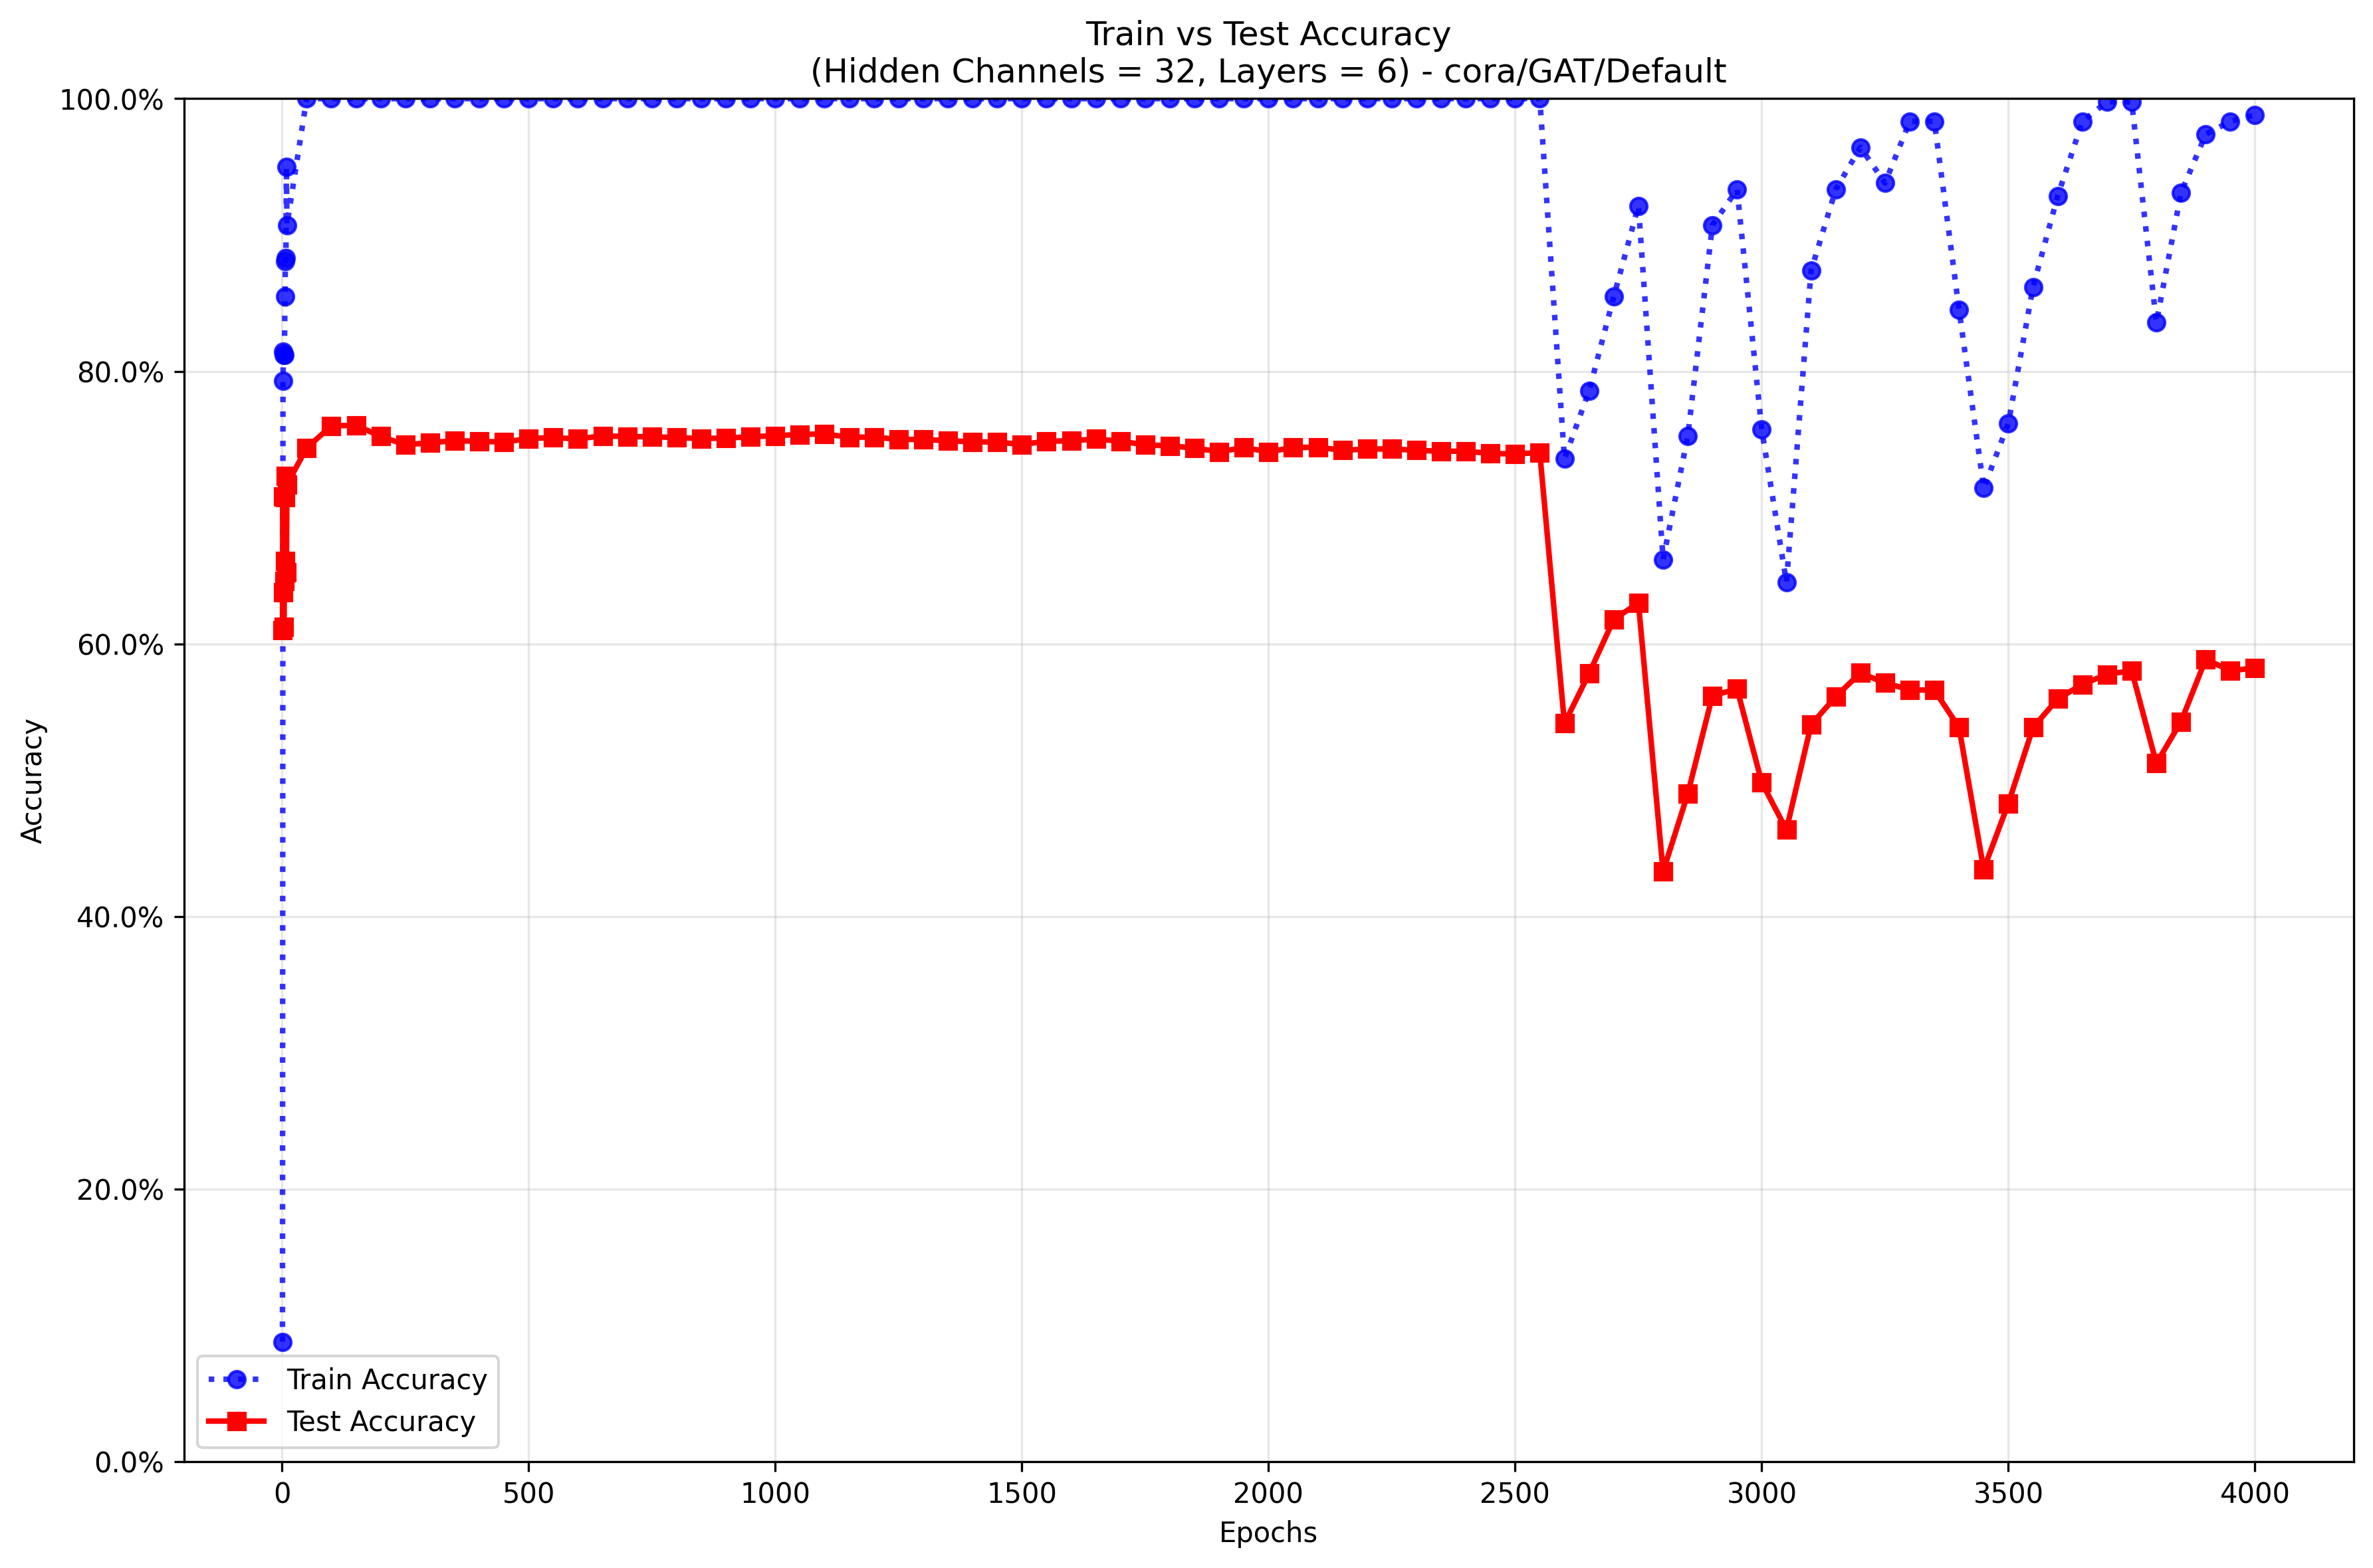 Train vs Test Accuracy
(Hidden Channels = 32, Layers = 6) - cora/GAT/Default
100.0%
80.0%
60.0%
40.0%
20.0%
0.0%
Accuracy
Train Accuracy
Test Accuracy
0 500 1000 1500 2000 2500 3000 3500 4000
Epochs